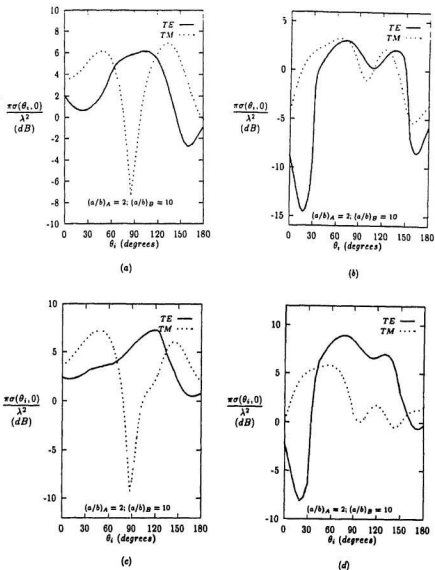 10
8
6
4
2
0
-2
-4
-6
-8
TE
TM
πσ(θi,0)
λ²
(dB)
(a/b)A = 2; (a/b)B = 10
0 30 60 90 120 150 180
θi (degrees)
(a)
5
0
-5
-10
-15
TE
TM
πσ(θi,0)
λ²
(dB)
(a/b)A = 2; (a/b)B = 10
0 30 60 90 120 150 180
θi (degrees)
(b)
10
5
0
-5
-10
TE
TM
πσ(θi,0)
λ²
(dB)
(a/b)A = 2; (a/b)B = 10
0 30 60 90 120 150 180
θi (degrees)
(c)
10
5
0
-5
-10
TE
TM
πσ(θi,0)
λ²
(dB)
(a/b)A = 2; (a/b)B = 10
0 30 60 90 120 150 180
θi (degrees)
(d)